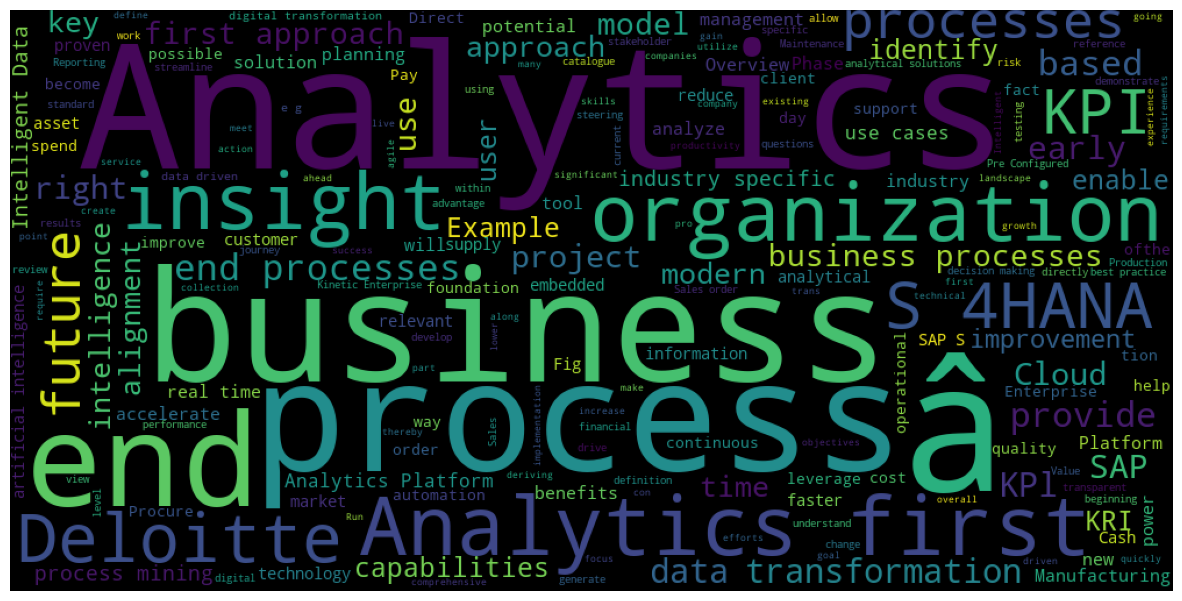 define
digital transformation
Direct
potential
model
management
specific
allow
processes
going
key
work
first approach
stakeholder
gain
utilize
Maintenance
reference
proven
Reporting
possible
solution
planning
approach
many
catalogue
companies
Overview
Phase
identify
analytical solutions
risk
based
demonstrate
become
streamline
Pay
using
client
reduce
Analytics
standard
e g
use
skills
steering
company
existing
support
fact
KPI
experience
requirements
asset
spend
meet
live
user
analyze
day
use cases
testing
early
Intelligent Data
service
action
agile
current
productivity
questions
intelligent
data driven
ahead
significant
industry specific
industry
Pre Configured
landscape
enable
right
insight
within
advantage
tool
organization
results
create
Example
pro
growth
point
improve
customer
will
supply
project
business processes
ofthe
Production
review
journey
success
end processes
modern
analytical
decision making
directly
best practice
future
intelligence
alignment
collection
Kinetic Enterprise
foundation
embedded
Sales order
trans
first
technical
require
artificial intelligence
business
relevant
develop
along
lower
S 4HANA
SAP S
improvement
information
part
Fig
tion
real time
make
Cloud
Enterprise
help
accelerate
performance
process
â
operational
provide
way
thereby
Sales
implementation
increase
financial
drive
continuous
objectives
order
quality
Platform
end
view
level
Analytics Platform
deriving
definition
leverage
cost
SAP
Value
transparent
market
automation
benefits
con
time
faster
overall
KPl
beginning
Procure
Run
understand
KRI
Cash
power
Deloitte
Analytics first
efforts
change
goal
driven
new
quickly
process mining
digital
technology
focus
capabilities
comprehensive
generate
data transformation
Manufacturing